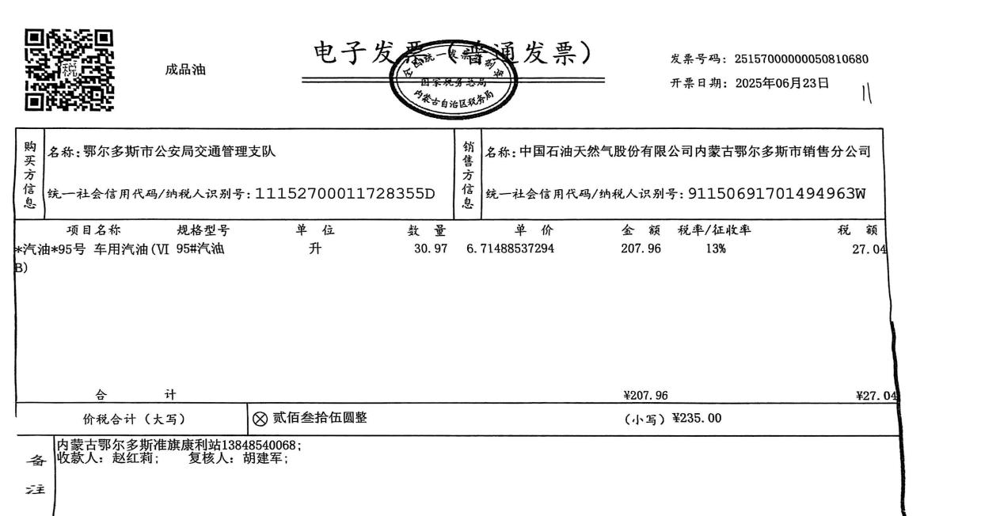 成品油
电子发票（普通发票）
全国统一发票监制章
国家税务总局
内蒙古自治区税务局
发票号码: 25157000000050810680
开票日期: 2025年06月23日
购买方信息
名称: 鄂尔多斯市公安局交通管理支队
统一社会信用代码/纳税人识别号: 11152700011728355D
销售方信息
名称: 中国石油天然气股份有限公司内蒙古鄂尔多斯市销售分公司
统一社会信用代码/纳税人识别号: 91150691701494963W
项目名称 规格型号 单 位 数 量 单 价 金 额 税率/征收率 税 额
*汽油*95号 车用汽油(VI 95#汽油 升 30.97 6.71488537294 207.96 13% 27.04
B)
合 计 ¥207.96 ¥27.04
价税合计（大写） ⊗ 贰佰叁拾伍圆整 （小写）¥235.00
备注
内蒙古鄂尔多斯准旗康利站13848540068;
收款人: 赵红莉; 复核人: 胡建军;